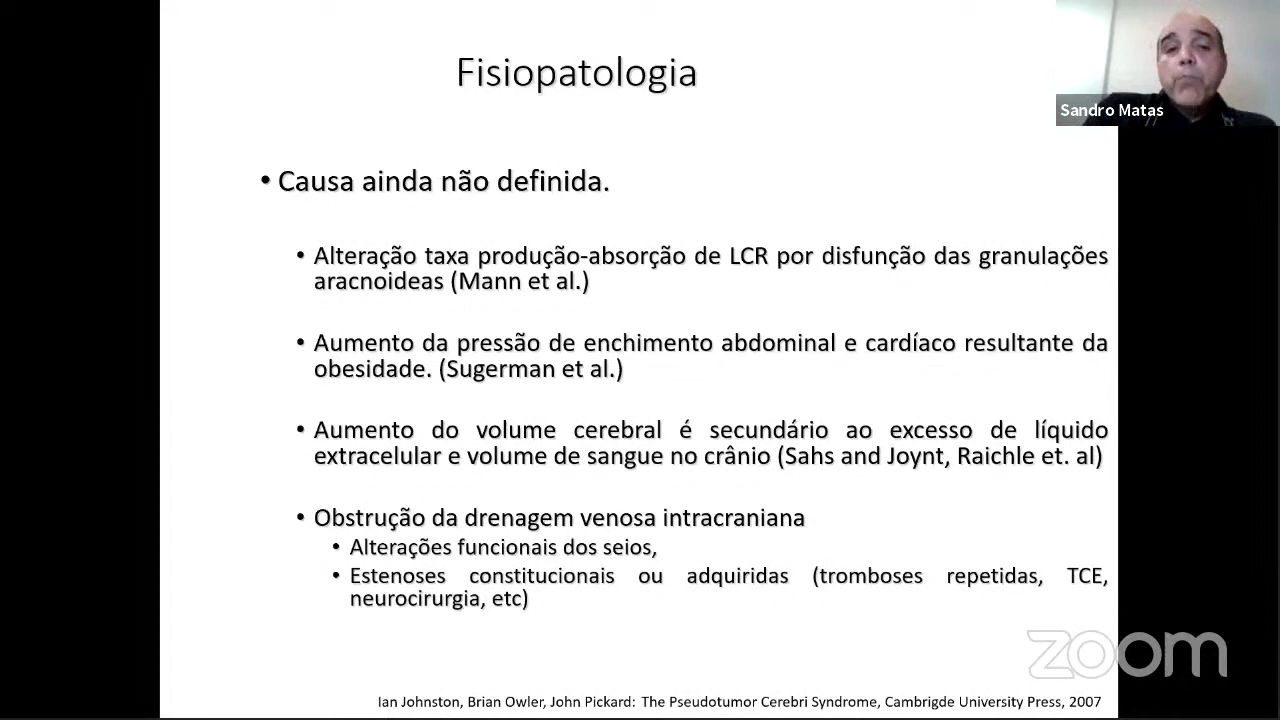 Fisiopatologia
Sandro Matas
• Causa ainda não definida.
• Alteração taxa produção-absorção de LCR por disfunção das granulações
aracnoideas (Mann et al.)
• Aumento da pressão de enchimento abdominal e cardíaco resultante da
obesidade. (Sugerman et al.)
• Aumento do volume cerebral é secundário ao excesso de líquido
extracelular e volume de sangue no crânio (Sahs and Joynt, Raichle et. al)
• Obstrução da drenagem venosa intracraniana
• Alterações funcionais dos seios,
• Estenoses constitucionais ou adquiridas (tromboses repetidas, TCE,
neurocirurgia, etc)
zoom
Ian Johnston, Brian Owler, John Pickard: The Pseudotumor Cerebri Syndrome, Cambrigde University Press, 2007